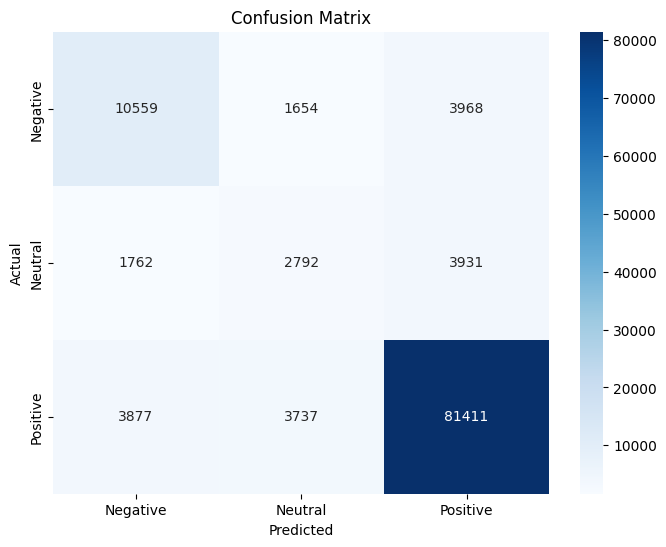 Confusion Matrix
Actual
Negative
10559 1654 3968
Neutral
1762 2792 3931
Positive
3877 3737 81411
Negative Neutral Positive
Predicted
80000
70000
60000
50000
40000
30000
20000
10000